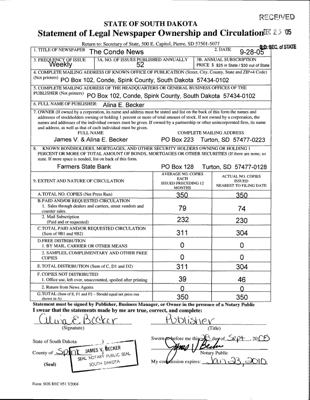 RECEIVED
STATE OF SOUTH DAKOTA
Statement of Legal Newspaper Ownership and Circulation
DEC 23 '05
Return to: Secretary of State, 500 E. Capitol, Pierre, SD 57501-5077
S.D. SEC. of STATE
1. TITLE OF NEWSPAPER The Conde News
2. DATE 9-28-05
3. FREQUENCY OF ISSUE Weekly
3A. NO. OF ISSUES PUBLISHED ANNUALLY 52
3B. ANNUAL SUBSCRIPTION PRICE $ $25 in State / $30 out of State
4. COMPLETE MAILING ADDRESS OF KNOWN OFFICE OF PUBLICATION (Street, City, County, State and ZIP+4 Code)
(Not printers) PO Box 102, Conde, Spink County, South Dakota 57434-0102
5. COMPLETE MAILING ADDRESS OF THE HEADQUARTERS OR GENERAL BUSINESS OFFICES OF THE
PUBLISHER (Not printers) PO Box 102, Conde, Spink County, South Dakota 57434-0102
6. FULL NAME OF PUBLISHER Alina E. Becker
7. OWNER (If owned by a corporation, its name and address must be stated and list on the back of this form the names and
addresses of stockholders owning or holding 1 percent or more of total amount of stock. If not owned by a corporation, the
names and addresses of the individual owners must be given. If owned by a partnership or other unincorporated firm, its name
and address, as well as that of each individual must be given.
FULL NAME
COMPLETE MAILING ADDRESS
James V. & Alina E. Becker
PO Box 223 Turton, SD 57477-0223
8. KNOWN BONDHOLDERS, MORTGAGES, AND OTHER SECURITY HOLDERS OWNING OR HOLDING 1
PERCENT OR MORE OF TOTAL AMOUNT OF BONDS, MORTGAGES OR OTHER SECURITIES (If there are none, so
state. If more space is needed, list on back of this form.
Farmers State Bank
PO Box 128 Turton, SD 57477-0128
9. EXTENT AND NATURE OF CIRCULATION
AVERAGE NO. COPIES EACH ISSUED PRECEDING 12 MONTHS
ACTUAL NO. COPIES ISSUED NEAREST TO FILING DATE
A. TOTAL NO. COPIES (Net Press Run) 350 350
B. PAID AND/OR REQUESTED CIRCULATION
1. Sales through dealers and carriers, street vendors and counter sales. 79 74
2. Mail Subscription (Paid and or requested) 232 230
C. TOTAL PAID AND/OR REQUESTED CIRCULATION (Sum of 9B1 and 9B2) 311 304
D. FREE DISTRIBUTION
1. BY MAIL, CARRIER OR OTHER MEANS 0 0
2. SAMPLES, COMPLIMENTARY AND OTHER FREE COPIES 0 0
E. TOTAL DISTRIBUTION (Sum of C, D1 and D2) 311 304
F. COPIES NOT DISTRIBUTED
1. Office use, left over, unaccounted, spoiled after printing 39 46
2. Return from News Agents 0 0
G. TOTAL (Sum of E, F1 and F2 – Should equal net press run shown in A) 350 350
Statement must be signed by Publisher, Business Manager, or Owner in the presence of a Notary Public
I swear that the statements made by me are true, correct, and complete:
Alina E. Becker Publisher
(Signature) (Title)
State of South Dakota
County of Spink
(Seal)
JAMES V. BECKER
SEAL NOTARY PUBLIC SEAL
SOUTH DAKOTA
Sworn to before me this day of Sept 2005
James V Becker
Notary Public
My commission expires: Jan. 23, 2010
Form: SOS REC 051 7/2004